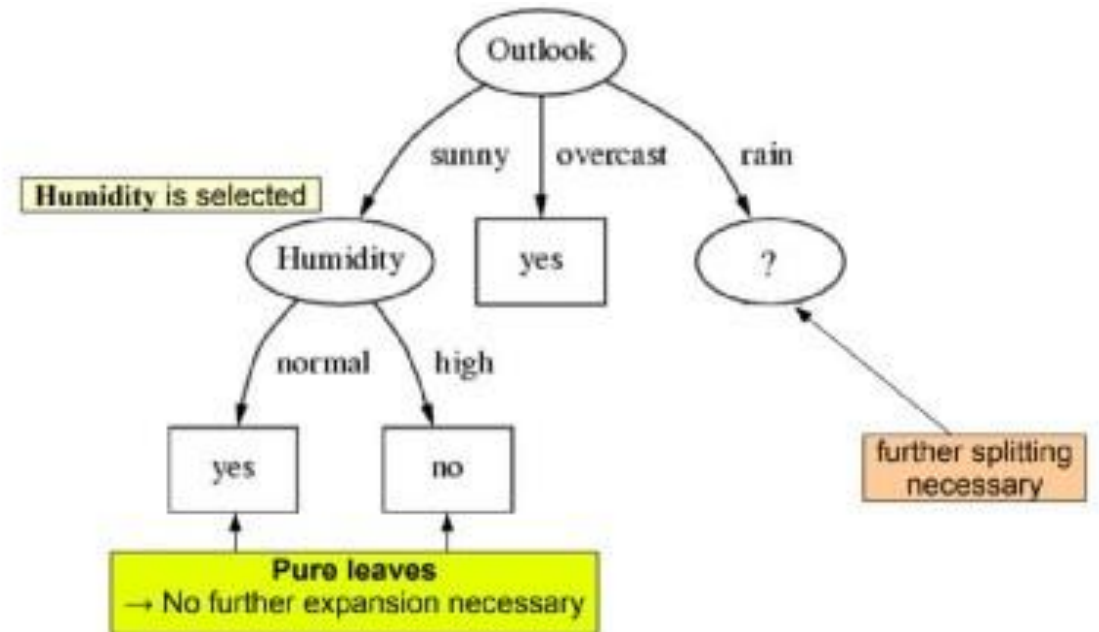 Outlook
sunny
overcast
rain
Humidity is selected
Humidity
yes
?
normal
high
yes
no
further splitting
necessary
Pure leaves
→ No further expansion necessary